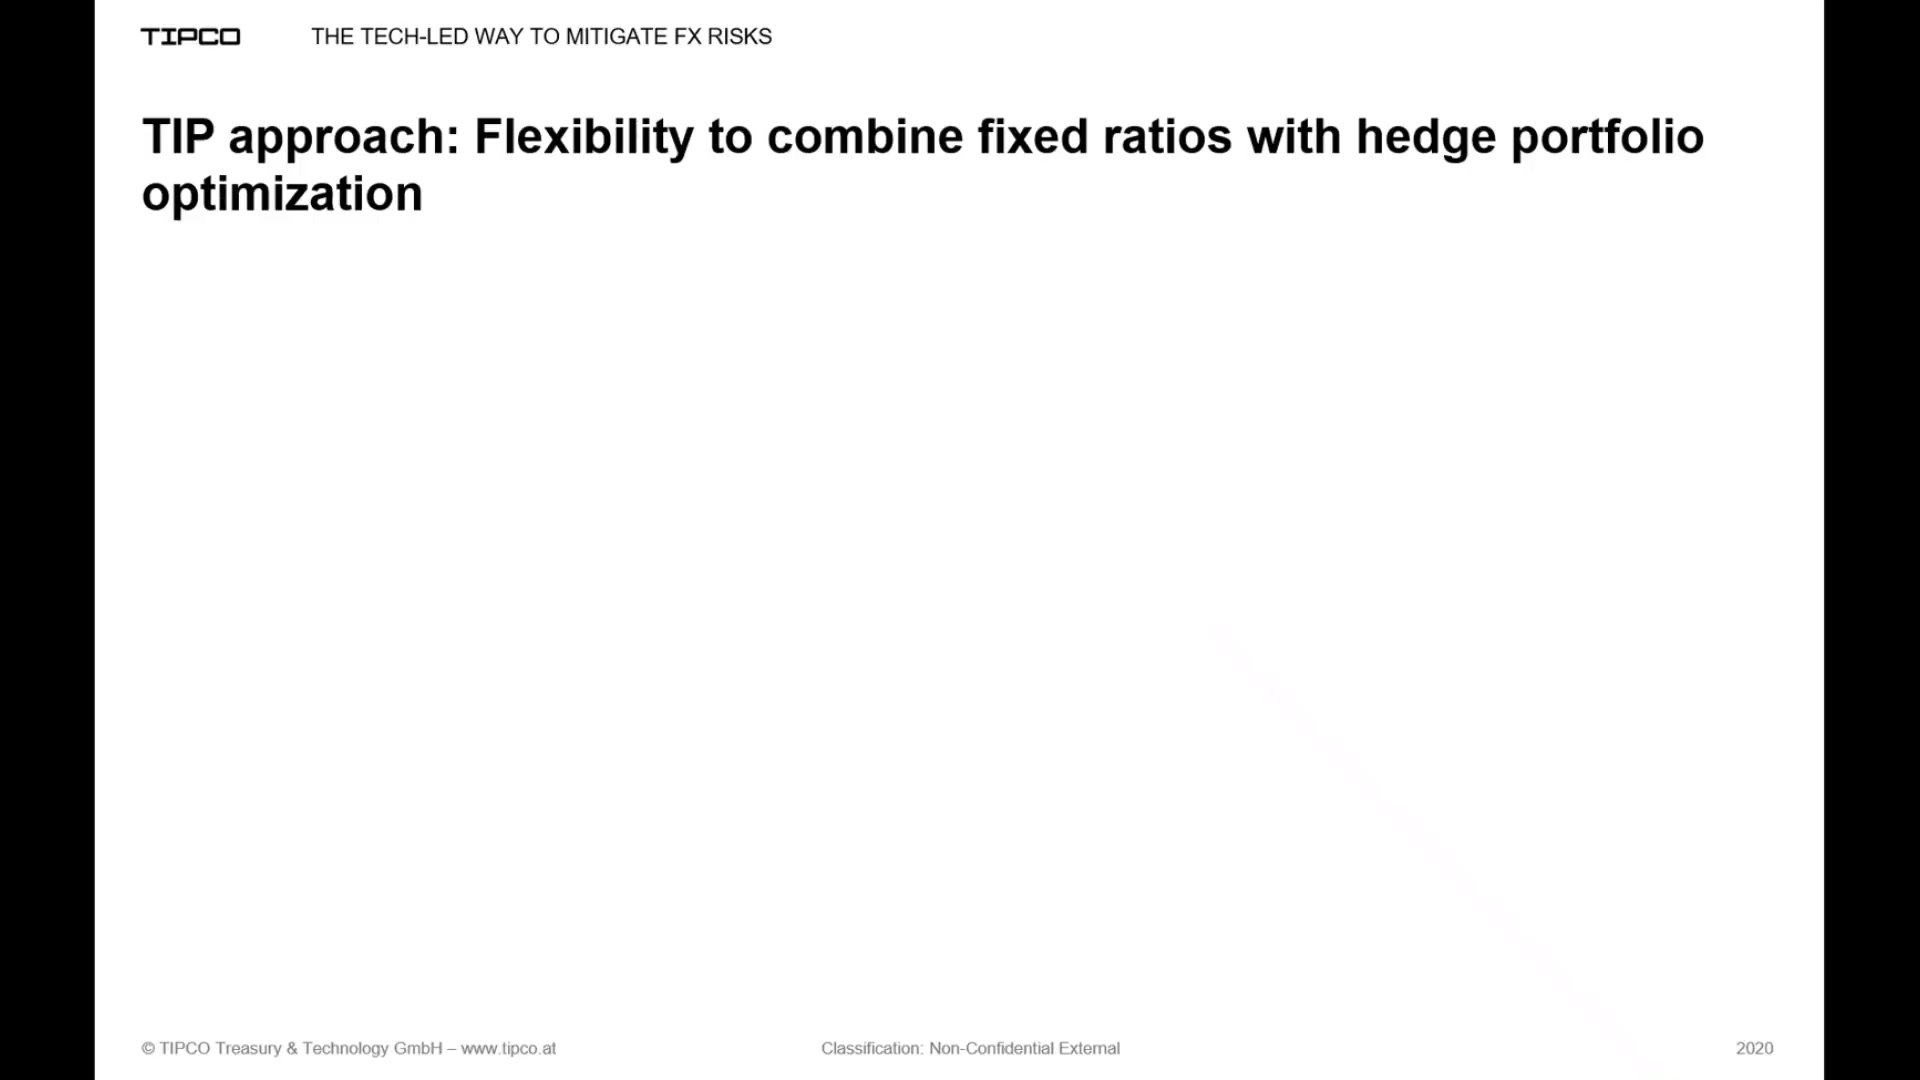 TIPCO
THE TECH-LED WAY TO MITIGATE FX RISKS
TIP approach: Flexibility to combine fixed ratios with hedge portfolio
optimization
© TIPCO Treasury & Technology GmbH – www.tipco.at
Classification: Non-Confidential External
2020